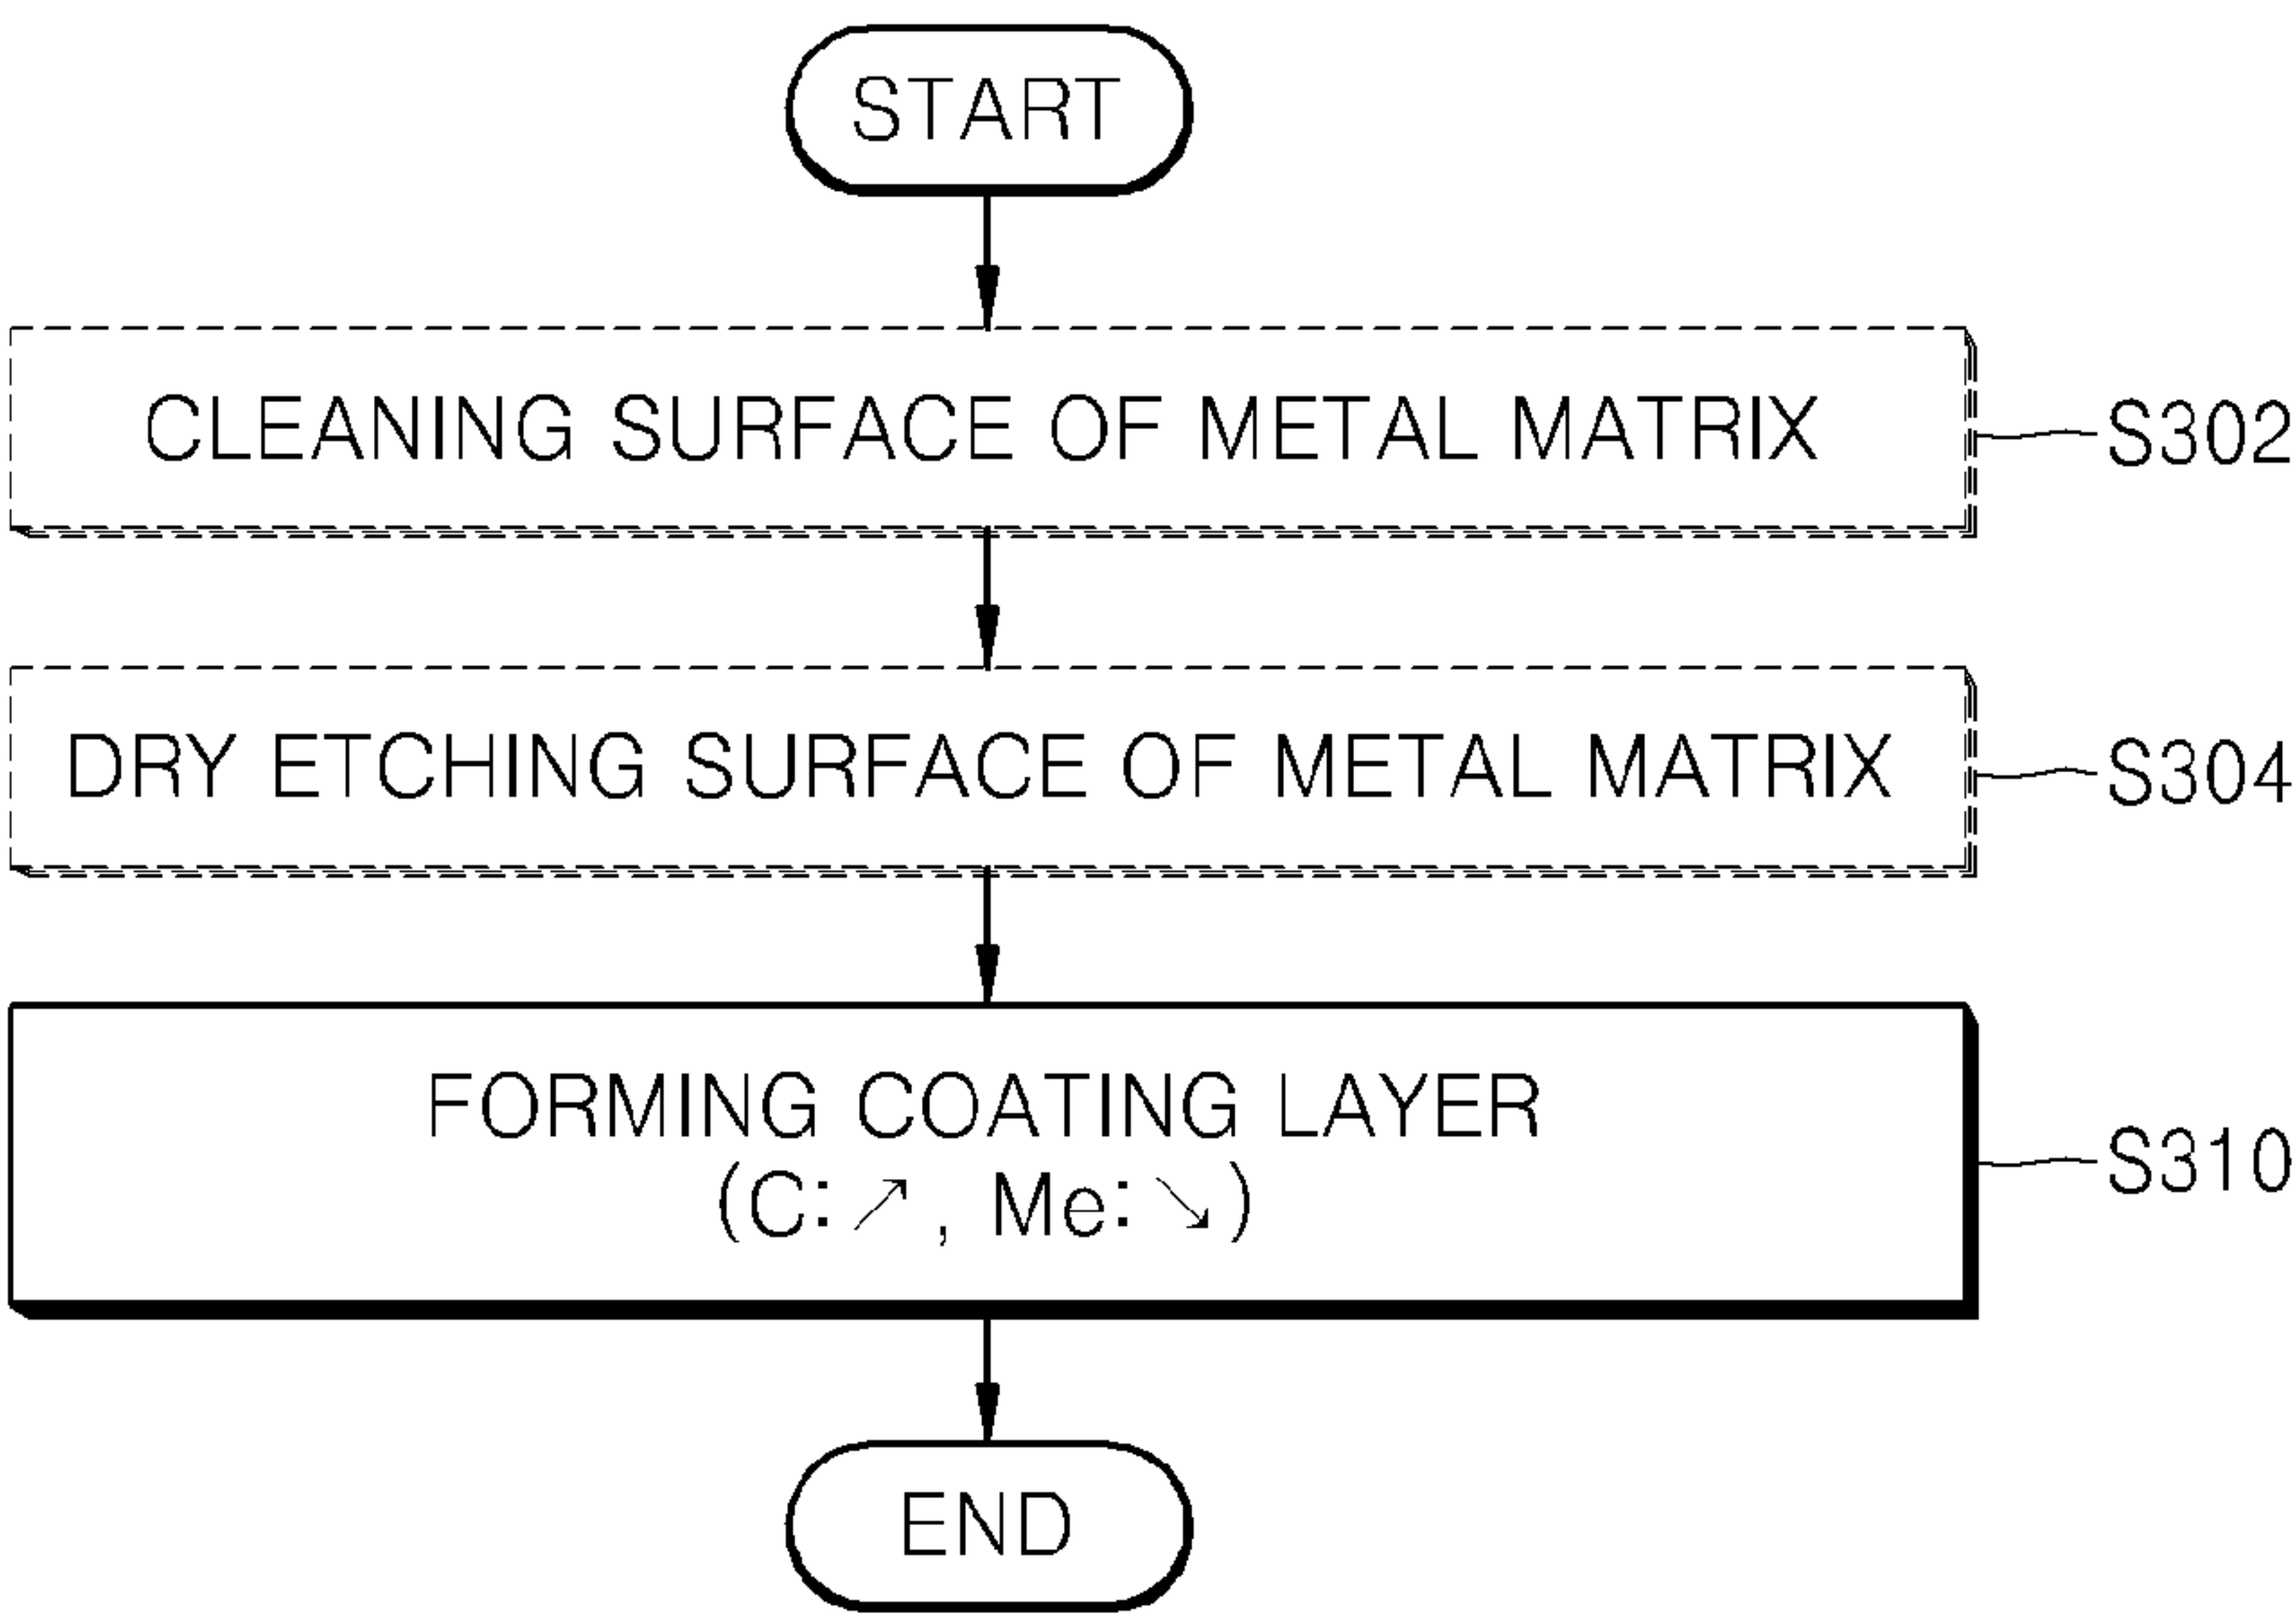 START
CLEANING SURFACE OF METAL MATRIX
S302
DRY ETCHING SURFACE OF METAL MATRIX
S304
FORMING COATING LAYER
(C:↗, Me:↘)
S310
END